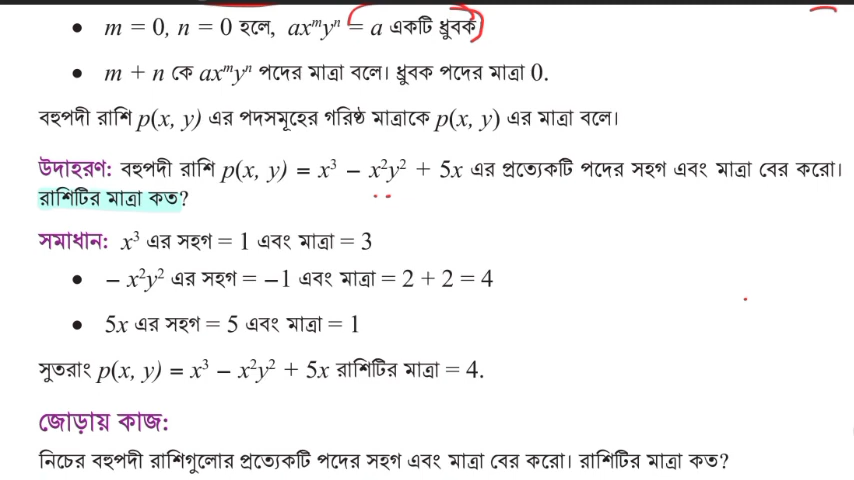 • m = 0, n = 0 হলে, axᵐyⁿ = a একটি ধ্রুবক
• m + n কে axᵐyⁿ পদের মাত্রা বলে। ধ্রুবক পদের মাত্রা 0.
বহুপদী রাশি p(x, y) এর পদসমূহের গরিষ্ঠ মাত্রাকে p(x, y) এর মাত্রা বলে।
উদাহরণ: বহুপদী রাশি p(x, y) = x³ − x²y² + 5x এর প্রত্যেকটি পদের সহগ এবং মাত্রা বের করো।
রাশিটির মাত্রা কত?
সমাধান: x³ এর সহগ = 1 এবং মাত্রা = 3
• − x²y² এর সহগ = −1 এবং মাত্রা = 2 + 2 = 4
• 5x এর সহগ = 5 এবং মাত্রা = 1
সুতরাং p(x, y) = x³ − x²y² + 5x রাশিটির মাত্রা = 4.
জোড়ায় কাজ:
নিচের বহুপদী রাশিগুলোর প্রত্যেকটি পদের সহগ এবং মাত্রা বের করো। রাশিটির মাত্রা কত?